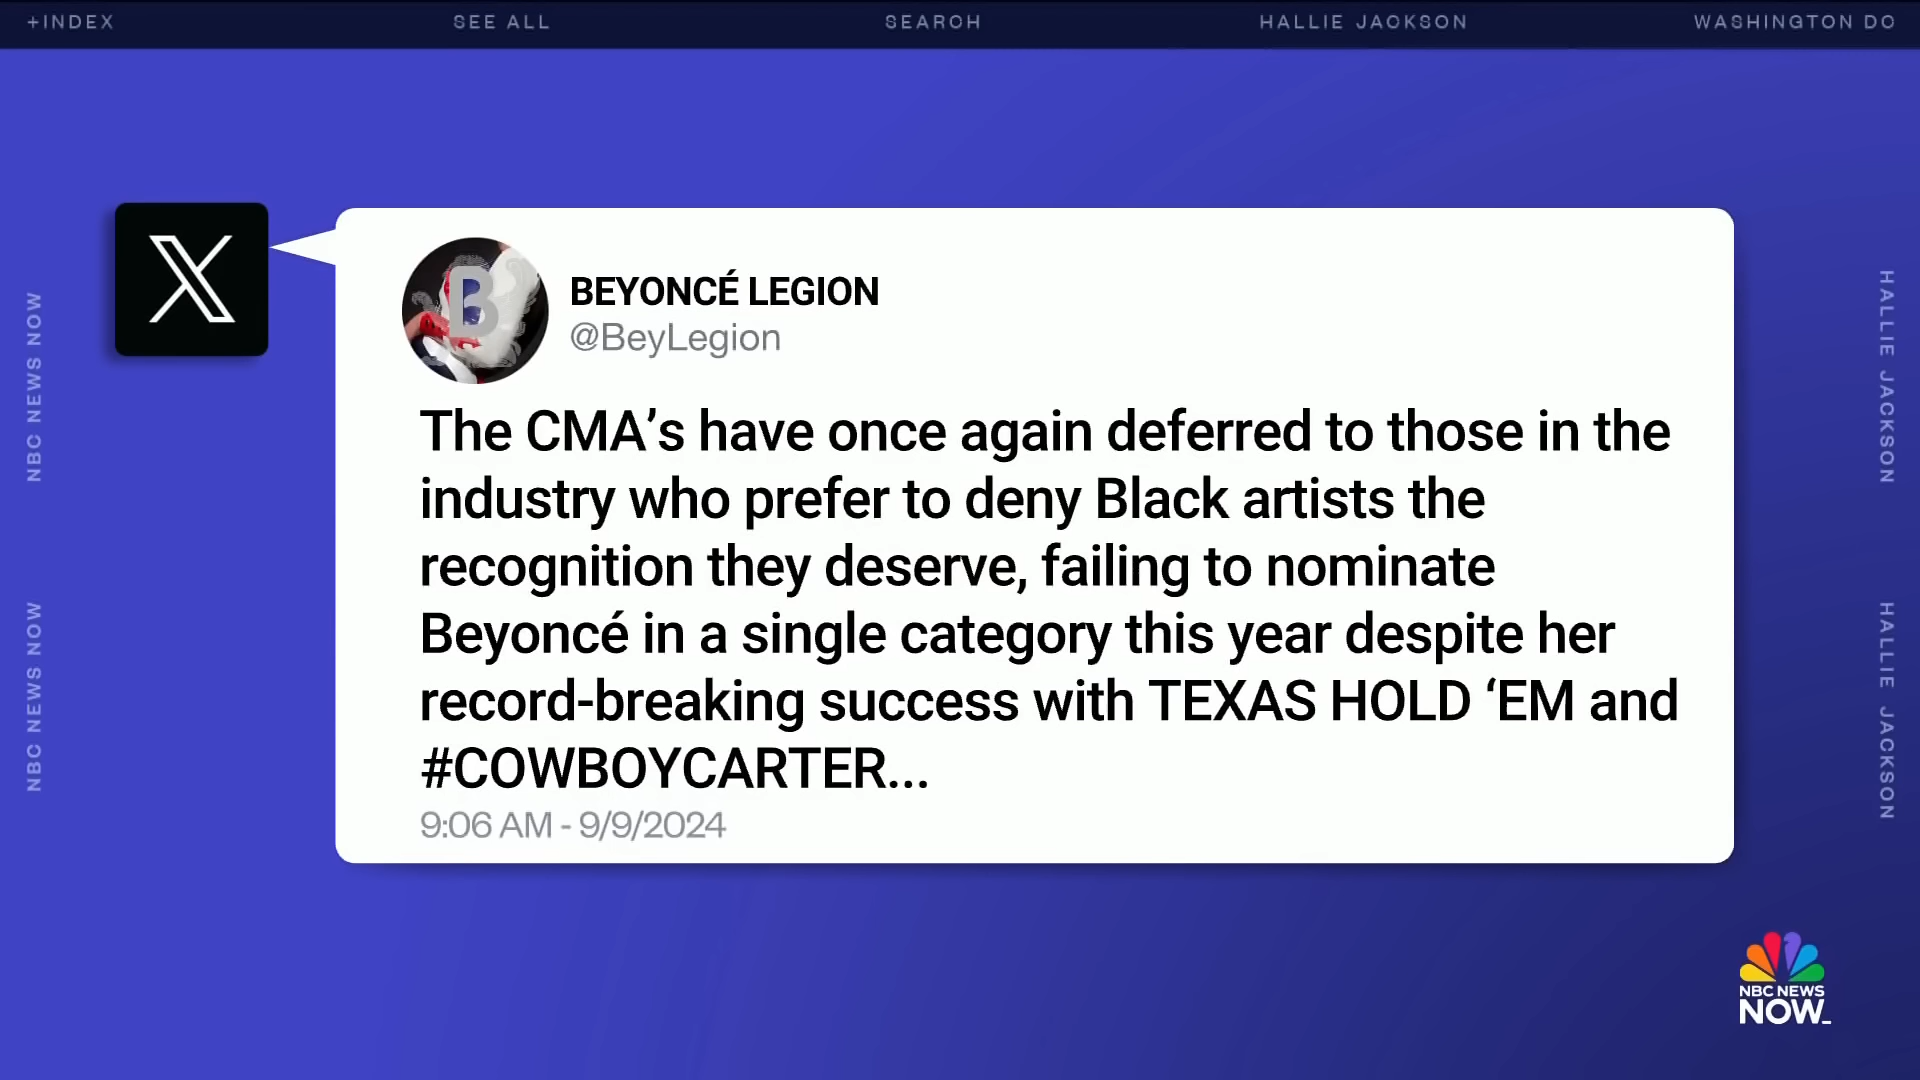 +INDEX
SEE ALL
SEARCH
HALLIE JACKSON
WASHINGTON DC
BEYONCÉ LEGION
@BeyLegion
The CMA’s have once again deferred to those in the
industry who prefer to deny Black artists the
recognition they deserve, failing to nominate
Beyoncé in a single category this year despite her
record-breaking success with TEXAS HOLD ‘EM and
#COWBOYCARTER...
9:06 AM - 9/9/2024
NBC NEWS NOW
NBC NEWS NOW
HALLIE JACKSON
HALLIE JACKSON
B
X
NBC NEWS
NOW_